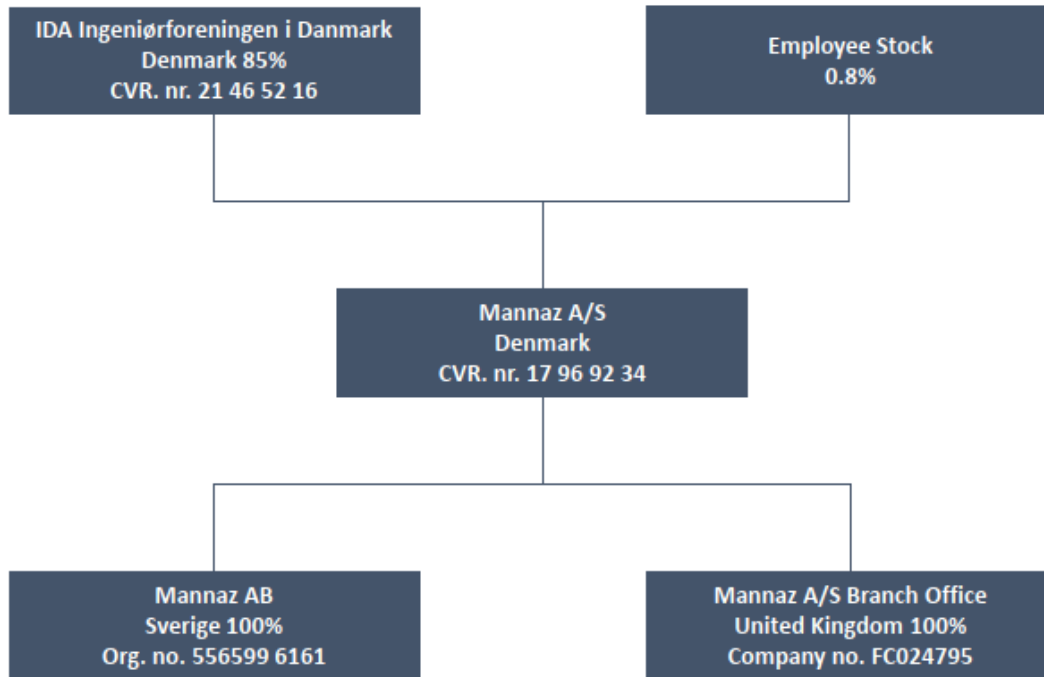 IDA Ingeniørforeningen i Danmark
Denmark 85%
CVR. nr. 21 46 52 16
Employee Stock
0.8%
Mannaz A/S
Denmark
CVR. nr. 17 96 92 34
Mannaz AB
Sverige 100%
Org. no. 556599 6161
Mannaz A/S Branch Office
United Kingdom 100%
Company no. FC024795